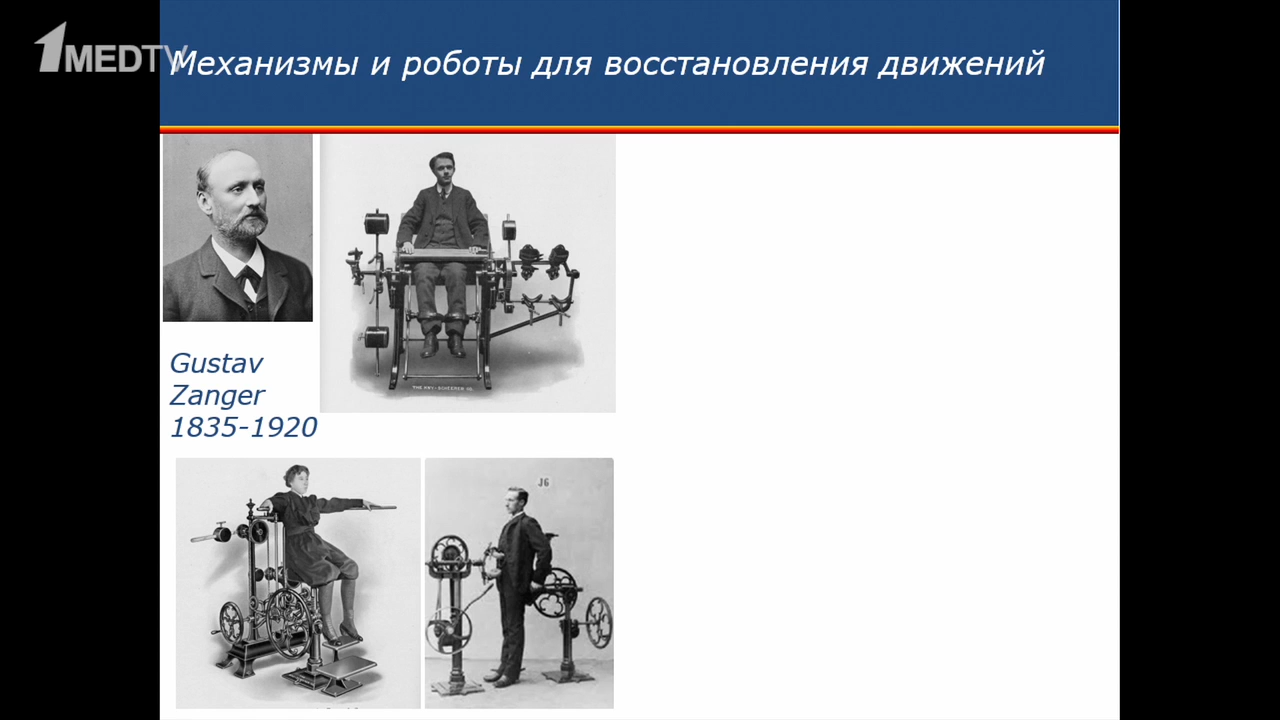 1MEDTV
Механизмы и роботы для восстановления движений
Gustav
Zanger
1835-1920
J6